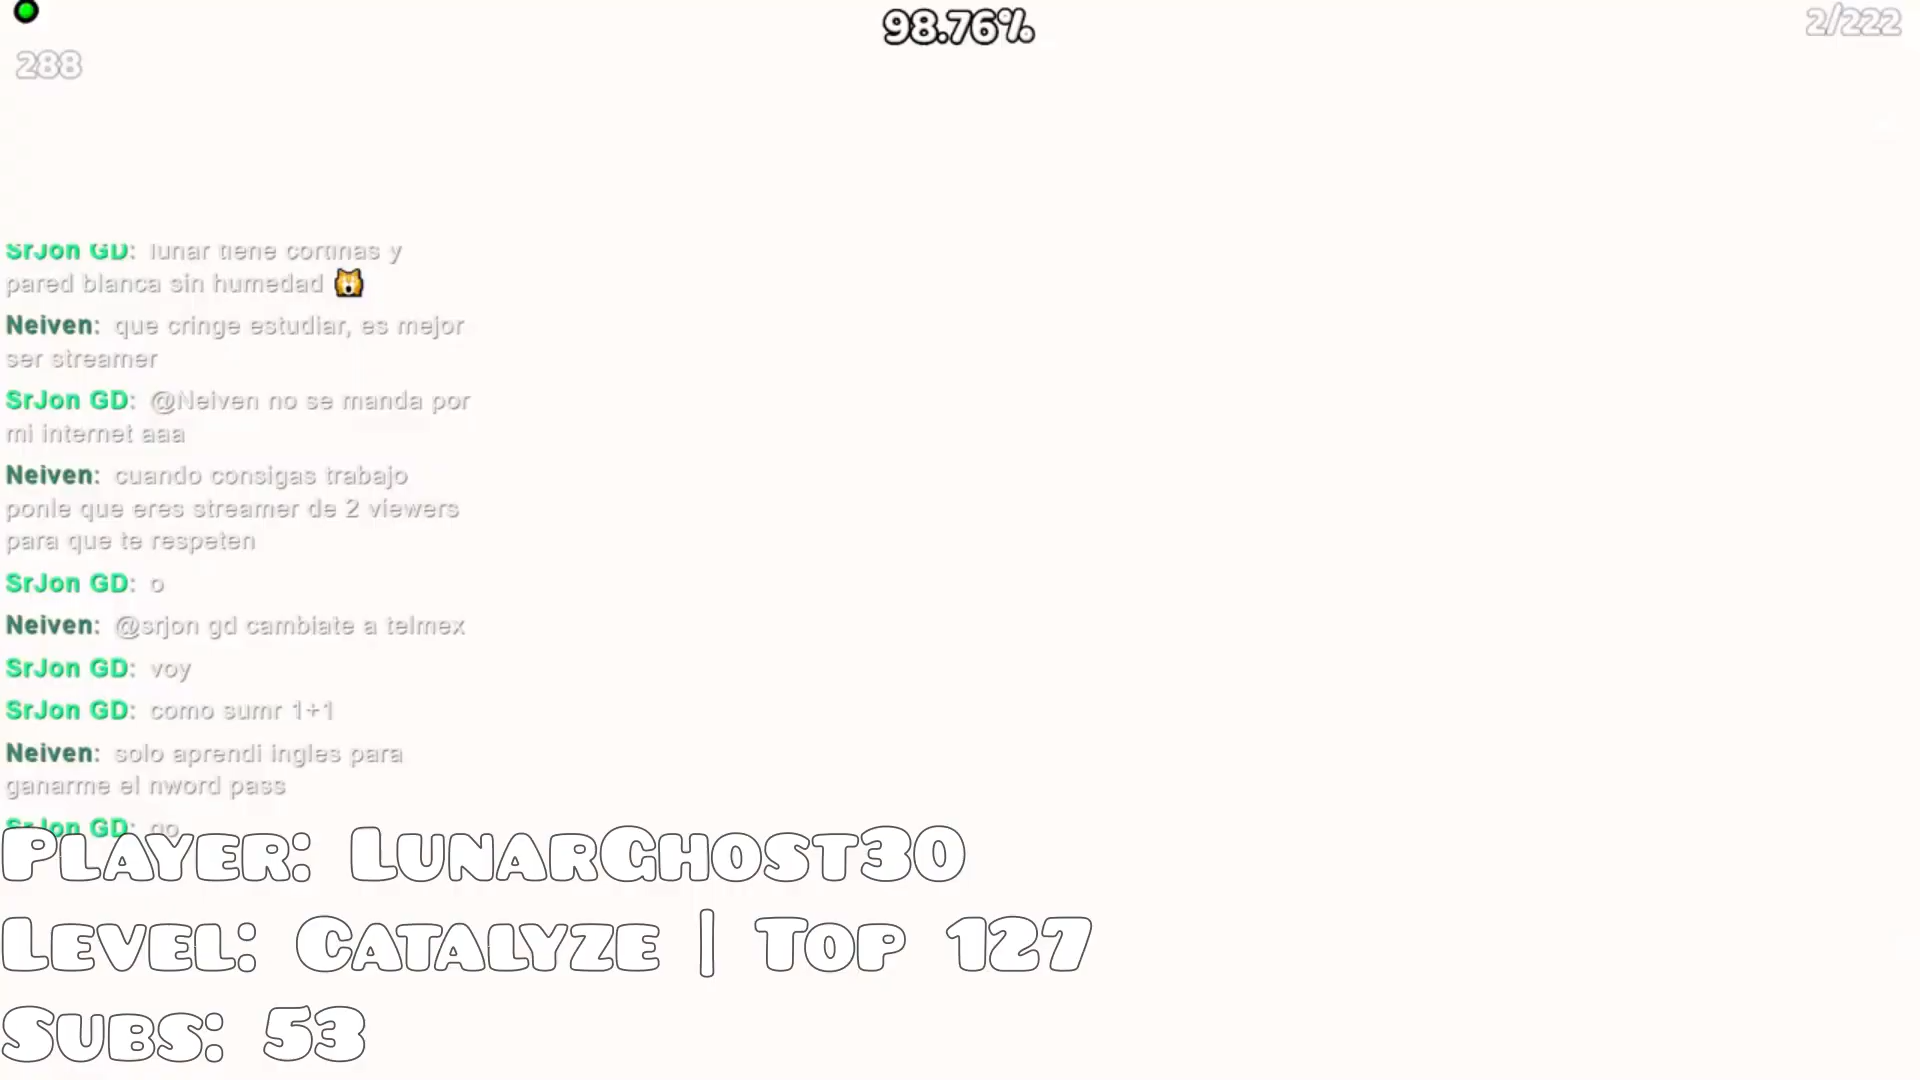 98.76%
2/222
288
SrJon GD: lunar tiene cortinas y
pared blanca sin humedad
Neiven: que cringe estudiar, es mejor
ser streamer
SrJon GD: @Neiven no se manda por
mi internet aaa
Neiven: cuando consigas trabajo
ponle que eres streamer de 2 viewers
para que te respeten
SrJon GD: o
Neiven: @srjon gd cambiate a telmex
SrJon GD: voy
SrJon GD: como sumr 1+1
Neiven: solo aprendi ingles para
ganarme el nword pass
SrJon GD:
Player: LunarGhost30
Level: Catalyze | Top 127
Subs: 53